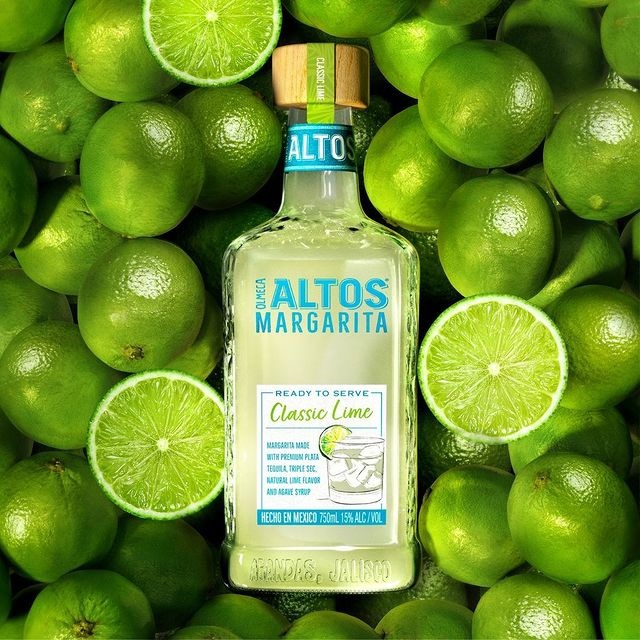 CLASSIC LIME
ALTOS
OLMECA
ALTOS
MARGARITA
READY TO SERVE
Classic Lime
MARGARITA MADE
WITH PREMIUM PLATA
TEQUILA, TRIPLE SEC,
NATURAL LIME FLAVOR
AND AGAVE SYRUP
HECHO EN MEXICO 750mL 15% ALC / VOL
ARANDAS, JALISCO